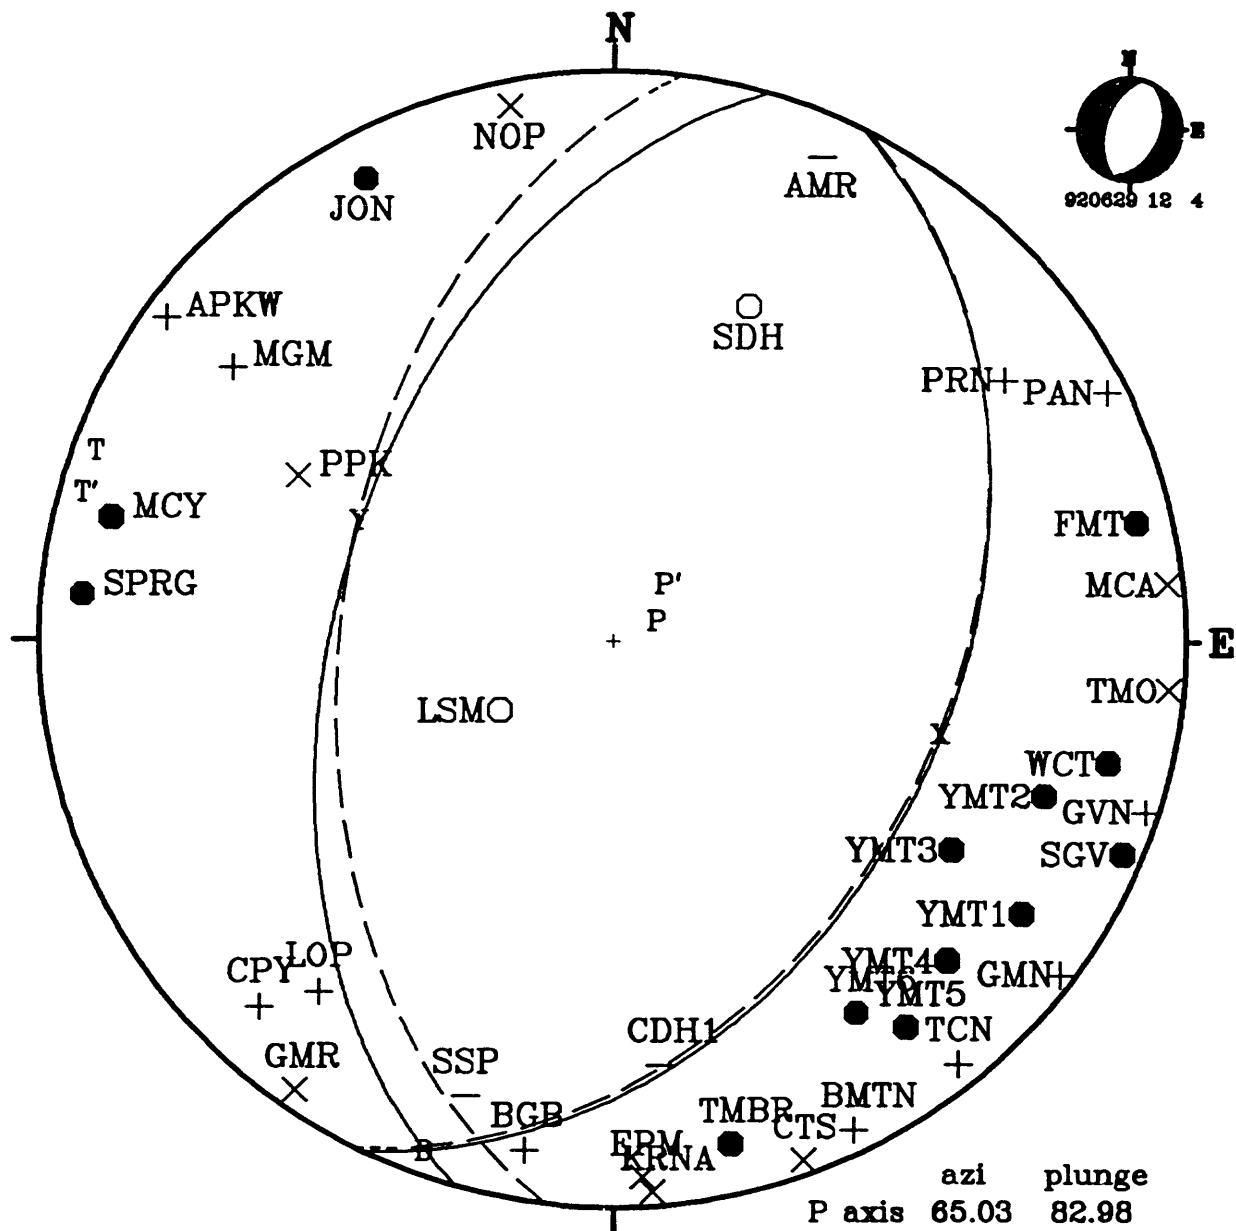 N
NOP
JON
AMR
N
E
920629 12 4
APKW
MGM
SDH
PRN
PAN
T
T'
PPK
MCY
Y
FMT
SPRG
P'
P
MCA
E
LSM
TMO
X
WCT
YMT2
GVN
YMT3
SGV
YMT1
YMT4
GMN
YMT6
YMT5
LOP
CPY
TCN
CDH1
GMR
SSP
BMTN
TMBR
BGB
CTS
EPM
KRNA
B
azi plunge
P axis 65.03 82.98